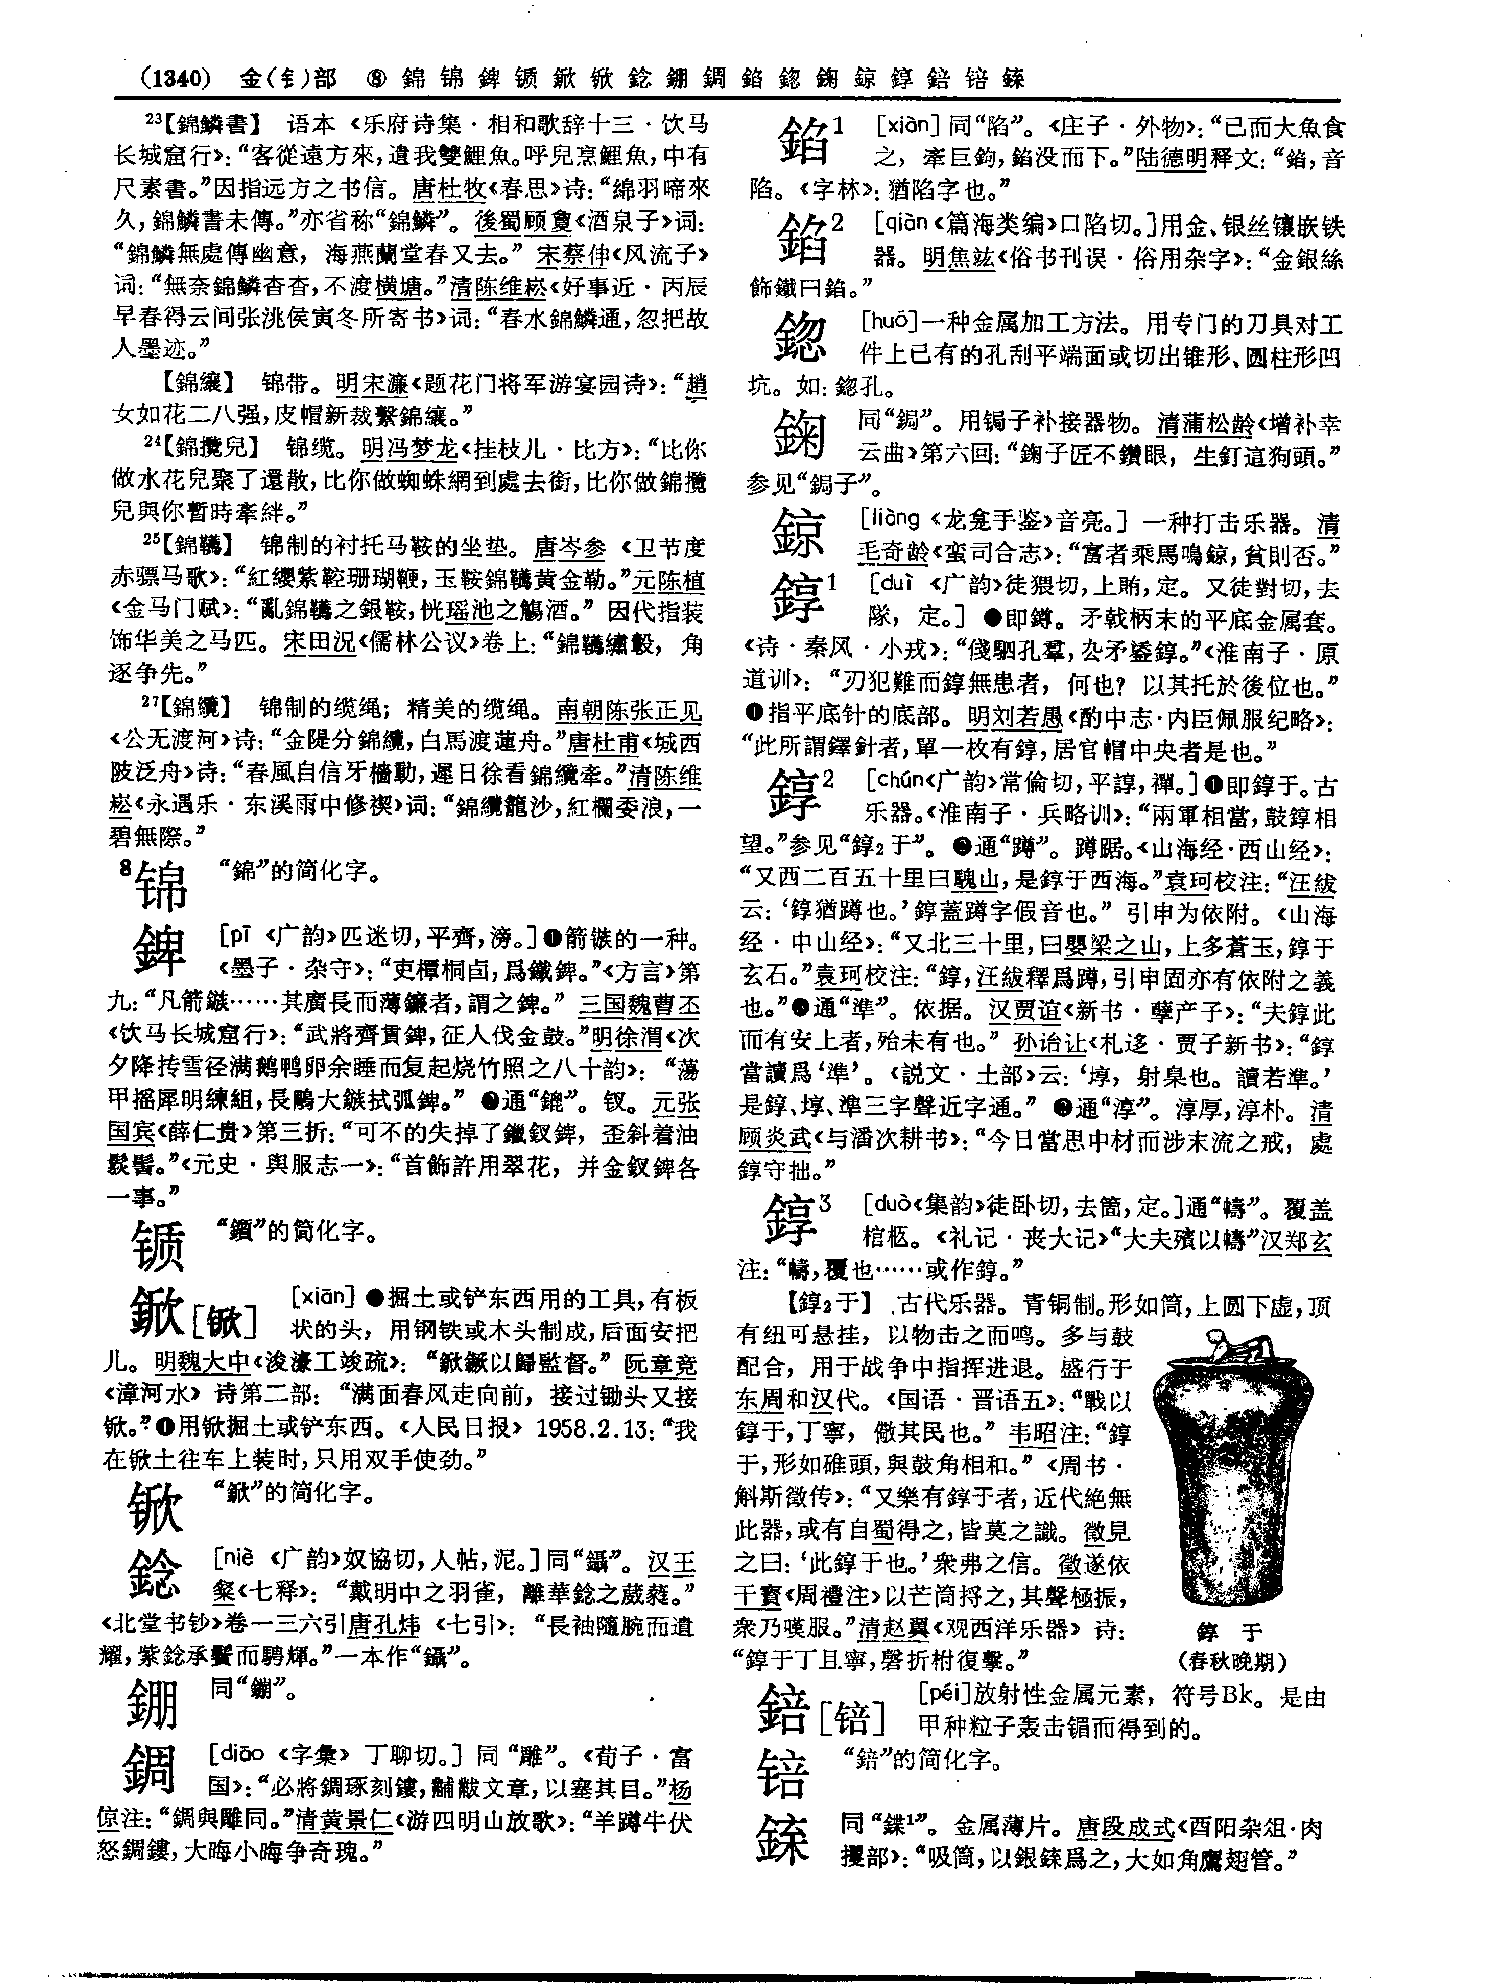 (1340) 金(钅)部 ⑧ 錦 锦 錍 锧 鍁 锨 錜 錋 錭 錎 鍃 鋾 鍄 錞 錇 锫 鍒
23【錦鱗書】 语本《乐府诗集·相和歌辞十三·饮马
长城窟行》:“客從遠方來,遺我雙鯉魚。呼兒烹鯉魚,中有
尺素書。”因指远方之书信。唐杜牧《春思》诗:“綿羽啼來
久,錦鱗書未傳。”亦省称“錦鱗”。後蜀顾敻《酒泉子》词:
“錦鱗無處傳幽意,海燕蘭堂春又去。” 宋蔡伸《风流子》
词:“無奈錦鱗杳杳,不渡横塘。”清陈维崧《好事近·丙辰
早春得云间张洮侯寅冬所寄书》词:“春水錦鱗通,忽把故
人墨迹。”
【錦纕】 锦带。明宋濂《题花门将军游宴园诗》:“趙
女如花二八强,皮帽新裁繫錦纕。”
24【錦攬兒】 锦缆。明冯梦龙《挂枝儿·比方》:“比你
做水花兒聚了還散,比你做蜘蛛網到處去銜,比你做錦攬
兒與你暫時牽絆。”
25【錦韉】 锦制的衬托马鞍的坐垫。唐岑参《卫节度
赤骠马歌》:“紅纓紫鞚珊瑚鞭,玉鞍錦韉黄金勒。”元陈植
《金马门赋》:“亂錦韉之銀鞍,恍瑶池之觴酒。” 因代指装
饰华美之马匹。宋田况《儒林公议》卷上:“錦韉繡轂,角
逐争先。”
27【錦纜】 锦制的缆绳;精美的缆绳。南朝陈张正见
《公无渡河》诗:“金隄分錦纜,白馬渡蓮舟。”唐杜甫《城西
陂泛舟》诗:“春風自信牙檣動,遲日徐看錦纜牽。”清陈维
崧《永遇乐·东溪雨中修禊》词:“錦纜籠沙,紅欄委浪,一
碧無際。”
8锦 “錦”的简化字。
錍 [pī 《广韵》匹迷切,平齊,滂。]❶箭镞的一种。
《墨子·杂守》:“吏樿桐卣,爲鐵錍。”《方言》第
九:“凡箭鏃……其廣長而薄鐮者,謂之錍。” 三国魏曹丕
《饮马长城窟行》:“武將齊貫錍,征人伐金鼓。”明徐渭《次
夕降抟雪径满鹅鸭卵余睡而复起烧竹照之八十韵》:“蕩
甲摇犀明練組,長鵰大鏃拭弧錍。” ❷通“鎞”。钗。元张
国宾《薛仁贵》第三折:“可不的失掉了鑞釵錍,歪斜着油
鬏髻。”《元史·舆服志一》:“首飾許用翠花,并金釵錍各
一事。”
锧 “鑕”的简化字。
鍁[锨] [xiān] ●掘土或铲东西用的工具,有板
状的头,用钢铁或木头制成,后面安把
儿。明魏大中《浚濠工竣疏》:“鍁鐝以歸監督。” 阮章竞
《漳河水》诗第二部:“满面春风走向前,接过锄头又接
锨。”❶用锨掘土或铲东西。《人民日报》1958.2.13:“我
在锨土往车上装时,只用双手使劲。”
锨 “鍁”的简化字。
錜 [niè 《广韵》奴協切,入帖,泥。]同“鑷”。汉王
粲《七释》:“戴明中之羽雀,雜華錜之葳蕤。”
《北堂书钞》卷一三六引唐孔炜《七引》:“長袖隨腕而遺
耀,紫錜承鬟而騁輝。”一本作“鑷”。
錋 同“鏰”。
錭 [diāo 《字彙》丁聊切。] 同“雕”。《荀子·富
国》:“必將錭琢刻鏤,黼黻文章,以塞其目。”杨
倞注:“錭與雕同。”清黄景仁《游四明山放歌》:“羊蹲牛伏
怒錭鏤,大晦小晦争奇瑰。”
錎1 [xiàn]同“陷”。《庄子·外物》:“已而大魚食
之,牽巨鉤,錎没而下。”陆德明释文:“錎,音
陷。《字林》:猶陷字也。”
錎2 [qiàn《篇海类编》口陷切。]用金、银丝镶嵌铁
器。明焦竑《俗书刊误·俗用杂字》:“金銀絲
飾鐵曰錎。”
鍃 [huō]一种金属加工方法。用专门的刀具对工
件上已有的孔刮平端面或切出锥形、圆柱形凹
坑。如:鍃孔。
同“鋦”。用锔子补接器物。清蒲松龄《增补幸
云曲》第六回:“子匠不鑽眼,生釘這狗頭。”
参见“鋦子”。
鍄 [liàng 《龙龛手鉴》音亮。] 一种打击乐器。清
毛奇龄《蛮司合志》:“富者乘馬鳴鍄,貧則否。”
錞1 [duì 《广韵》徒猥切,上賄,定。又徒對切,去
隊,定。] ●即鐏。矛戟柄末的平底金属套。
《诗·秦风·小戎》:“俴駟孔羣,厹矛鋈錞。”《淮南子·原
道训》:“刃犯難而錞無患者,何也?以其托於後位也。”
❶指平底针的底部。明刘若愚《酌中志·内臣佩服纪略》:
“此所謂鐸針者,單一枚有錞,居官帽中央者是也。”
錞2 [chún《广韵》常倫切,平諄,禪。]❶即錞于。古
乐器。《淮南子·兵略训》:“兩軍相當,鼓錞相
望。”参见“錞2于”。❷通“蹲”。蹲踞。《山海经·西山经》:
“又西二百五十里曰騩山,是錞于西海。”袁珂校注:“汪紱
云:‘錞猶蹲也。’錞蓋蹲字假音也。” 引申为依附。《山海
经·中山经》:“又北三十里,曰嬰梁之山,上多蒼玉,錞于
玄石。”袁珂校注:“錞,汪紱釋爲蹲,引申固亦有依附之義
也。”❶通“準”。依据。汉贾谊《新书·孽产子》:“夫錞此
而有安上者,殆未有也。” 孙诒让《札迻·贾子新书》:“錞
當讀爲‘準’。《説文·土部》云:‘埻,射臬也。讀若準。’
是錞、埻、準三字聲近字通。” ❷通“淳”。淳厚,淳朴。清
顾炎武《与潘次耕书》:“今日當思中材而涉末流之戒,處
錞守拙。”
錞3 [duò《集韵》徒卧切,去箇,定。]通“幬”。覆盖
棺柩。《礼记·丧大记》“大夫殯以幬”汉郑玄
注:“幬,覆也……或作錞。”
【錞2于】 古代乐器。青铜制。形如筒,上圆下虚,顶
有纽可悬挂,以物击之而鸣。多与鼓
配合,用于战争中指挥进退。盛行于
东周和汉代。《国语·晋语五》:“戰以
錞于,丁寧,儆其民也。” 韦昭注:“錞
于,形如碓頭,與鼓角相和。”《周书·
斛斯徵传》:“又樂有錞于者,近代絶無
此器,或有自蜀得之,皆莫之識。徵見
之曰:‘此錞于也。’衆弗之信。徵遂依
干寶《周禮注》以芒筒捋之,其聲極振,
衆乃嘆服。”清赵翼《观西洋乐器》诗:
“錞于丁且寧,磬折柎復擊。”
錞 于
(春秋晚期)
錇[锫] [péi]放射性金属元素,符号Bk。是由
甲种粒子轰击镅而得到的。
锫 “錇”的简化字。
同“鍱1”。金属薄片。唐段成式《酉阳杂俎·肉
攫部》:“吸筒,以銀爲之,大如角鷹翅管。”